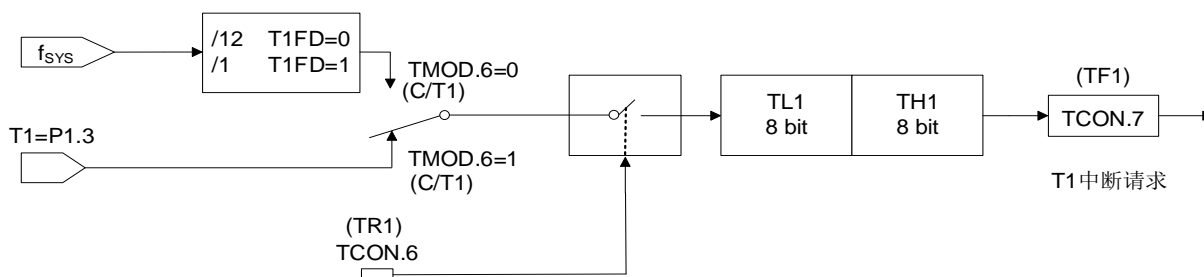 fSYS
/12 T1FD=0
/1 T1FD=1
TMOD.6=0
(C/T1)
T1=P1.3
TMOD.6=1
(C/T1)
(TR1)
TCON.6
TL1
8 bit
TH1
8 bit
(TF1)
TCON.7
T1中断请求